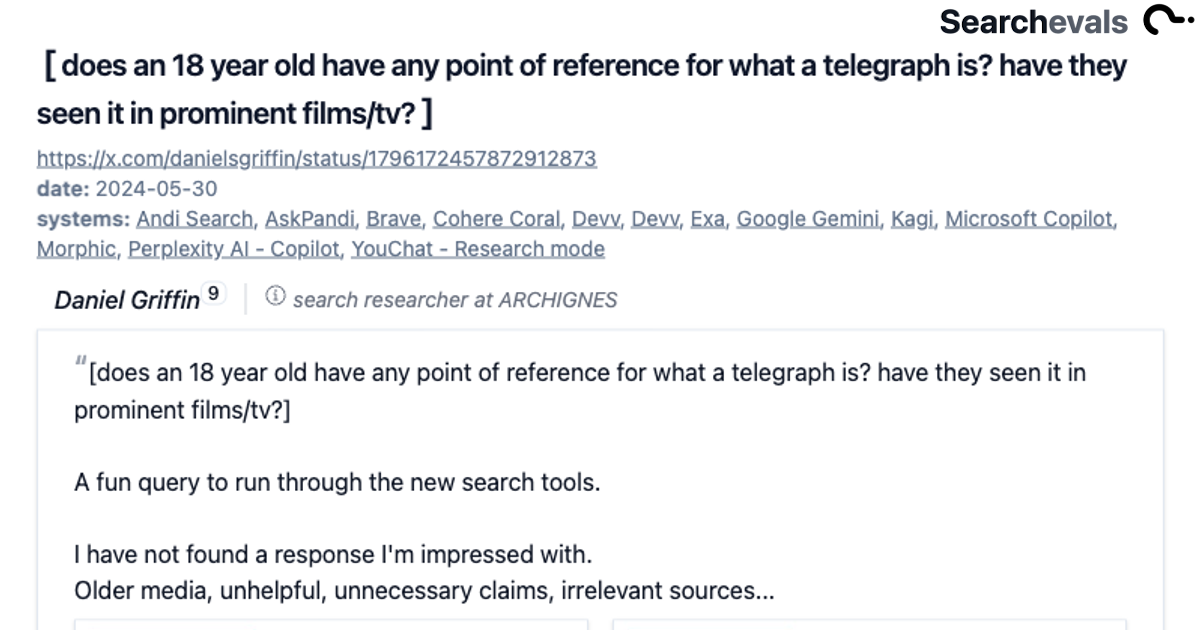 Searchevals
[ does an 18 year old have any point of reference for what a telegraph is? have they
seen it in prominent films/tv? ]
https://x.com/danielsgriffin/status/1796172457872912873
date: 2024-05-30
systems: Andi Search, AskPandi, Brave, Cohere Coral, Devv, Devv, Exa, Google Gemini, Kagi, Microsoft Copilot,
Morphic, Perplexity AI - Copilot, YouChat - Research mode
Daniel Griffin 9 search researcher at ARCHIGNES
"[does an 18 year old have any point of reference for what a telegraph is? have they seen it in
prominent films/tv?]
A fun query to run through the new search tools.
I have not found a response I'm impressed with.
Older media, unhelpful, unnecessary claims, irrelevant sources...